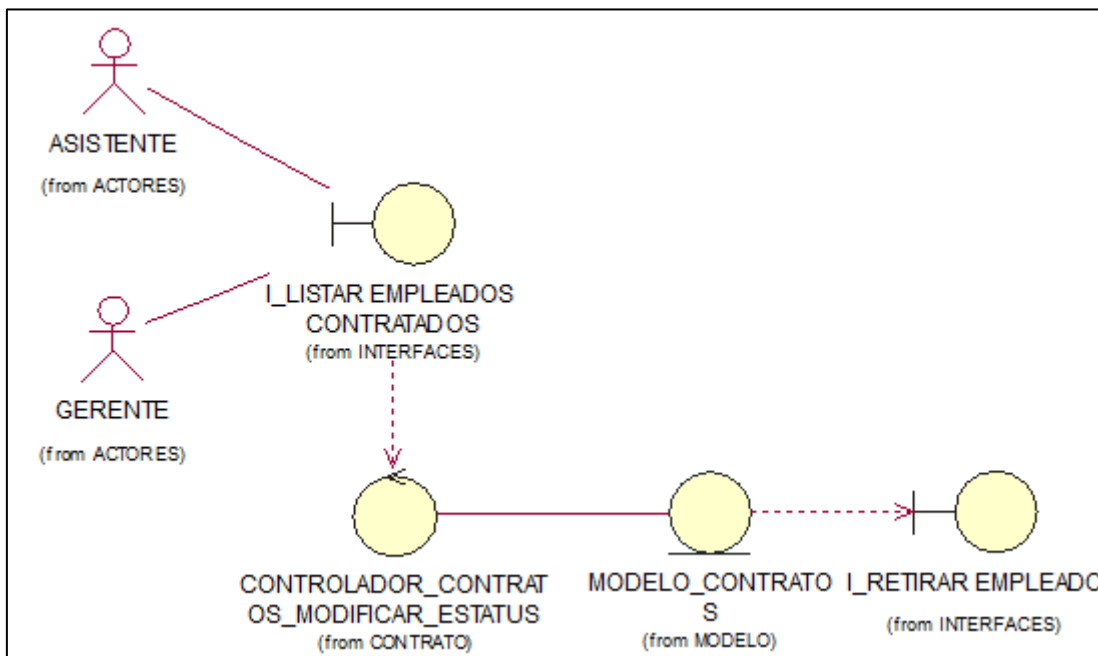 ASISTENTE
(from ACTORES)
I_LISTAR EMPLEADOS
CONTRATADOS
(from INTERFACES)
GERENTE
(from ACTORES)
CONTROLADOR_CONTRAT
OS_MODIFICAR_ESTATUS
(from CONTRATO)
MODELO_CONTRATO
S
(from MODELO)
I_RETIRAR EMPLEADO
(from INTERFACES)